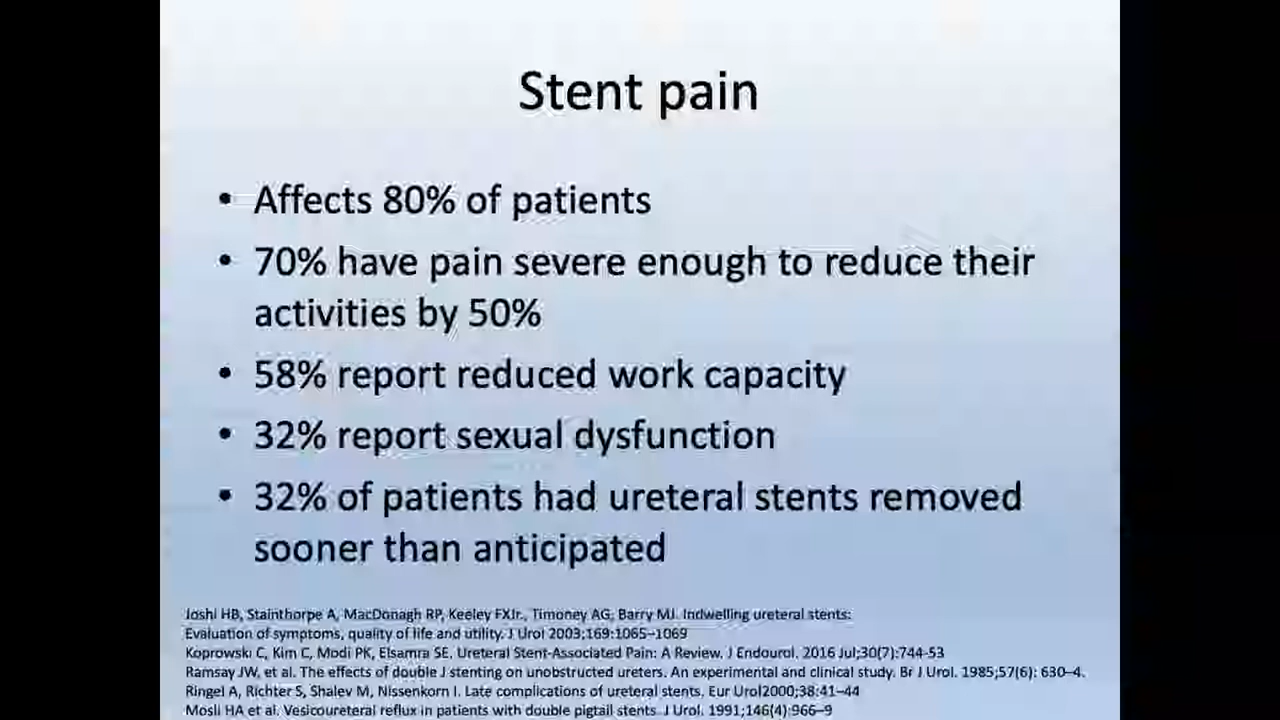 Stent pain
• Affects 80% of patients
• 70% have pain severe enough to reduce their
activities by 50%
• 58% report reduced work capacity
• 32% report sexual dysfunction
• 32% of patients had ureteral stents removed
sooner than anticipated
Joshi HB, Stainthorpe A, MacDonagh RP, Keeley FXJr., Timoney AG, Barry MJ. Indwelling ureteral stents:
Evaluation of symptoms, quality of life and utility. J Urol 2003;169:1065–1069
Koprowski C, Kim C, Modi PK, Elsamra SE. Ureteral Stent-Associated Pain: A Review. J Endourol. 2016 Jul;30(7):744-53
Ramsay JW, et al. The effects of double J stenting on unobstructed ureters. An experimental and clinical study. Br J Urol. 1985;57(6): 630–4.
Ringel A, Richter S, Shalev M, Nissenkorn I. Late complications of ureteral stents. Eur Urol2000;38:41–44
Mosli HA et al. Vesicoureteral reflux in patients with double pigtail stents. J Urol. 1991;146(4):966–9